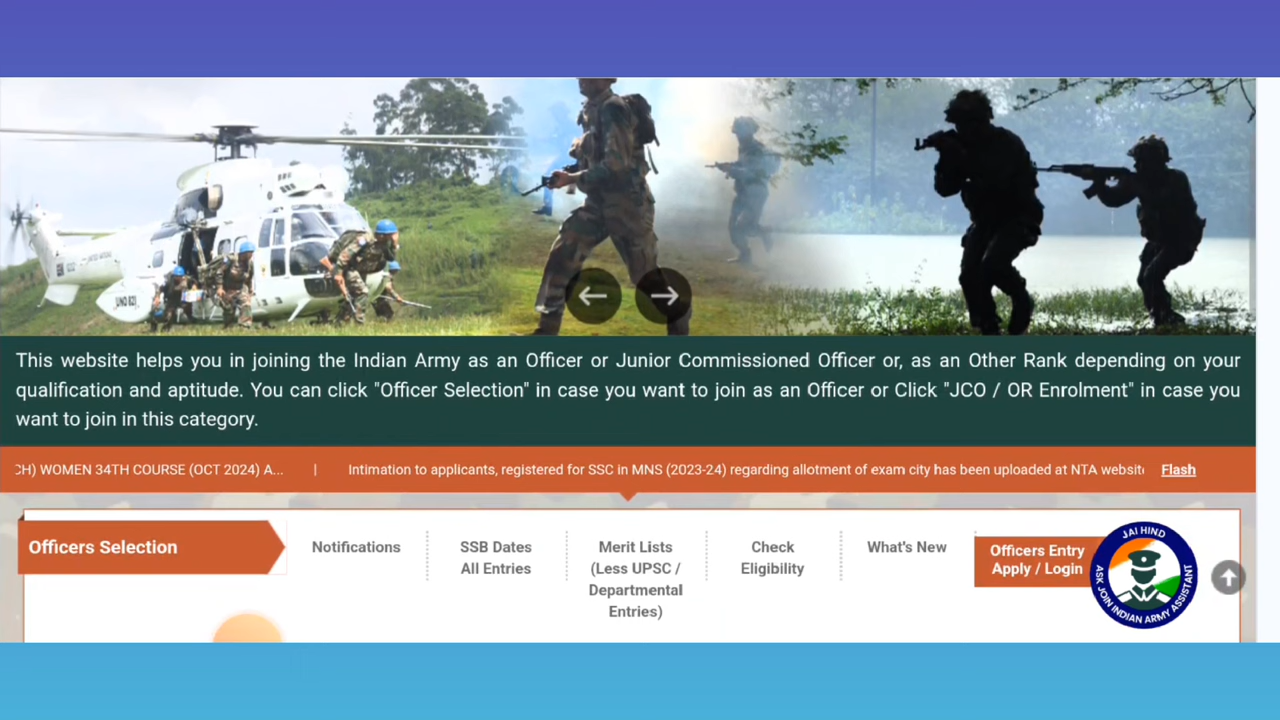 UNO 831
This website helps you in joining the Indian Army as an Officer or Junior Commissioned Officer or, as an Other Rank depending on your
qualification and aptitude. You can click "Officer Selection" in case you want to join as an Officer or Click "JCO / OR Enrolment" in case you
want to join in this category.
CH) WOMEN 34TH COURSE (OCT 2024) A... | Intimation to applicants, registered for SSC in MNS (2023-24) regarding allotment of exam city has been uploaded at NTA website Flash
Officers Selection
Notifications
SSB Dates
All Entries
Merit Lists
(Less UPSC /
Departmental
Entries)
Check
Eligibility
What's New
Officers Entry
Apply / Login
JAI HIND
ASK JOIN INDIAN ARMY ASSISTANT